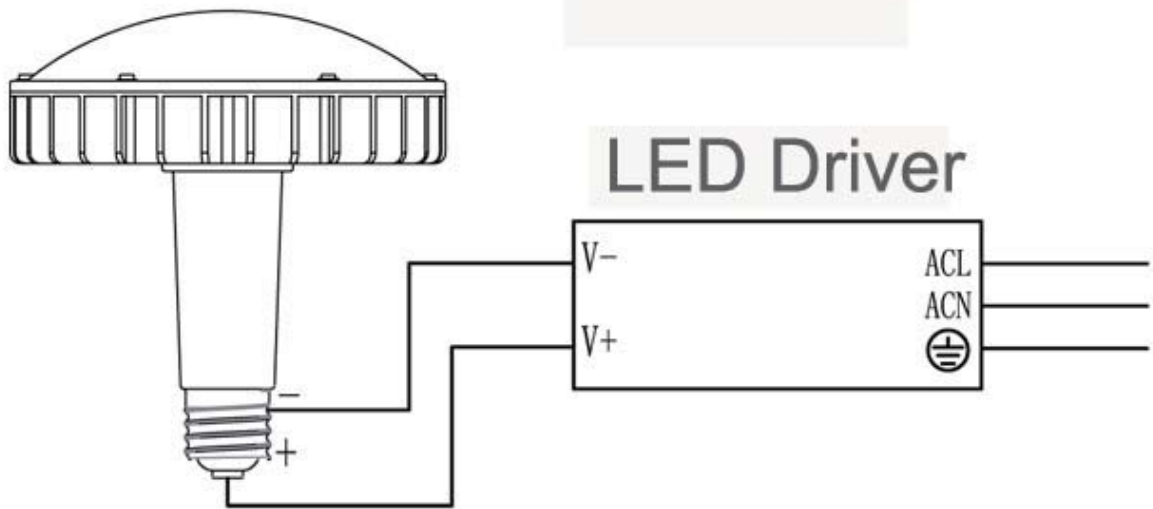 LED Driver
V-
ACL
ACN
V+
-
+